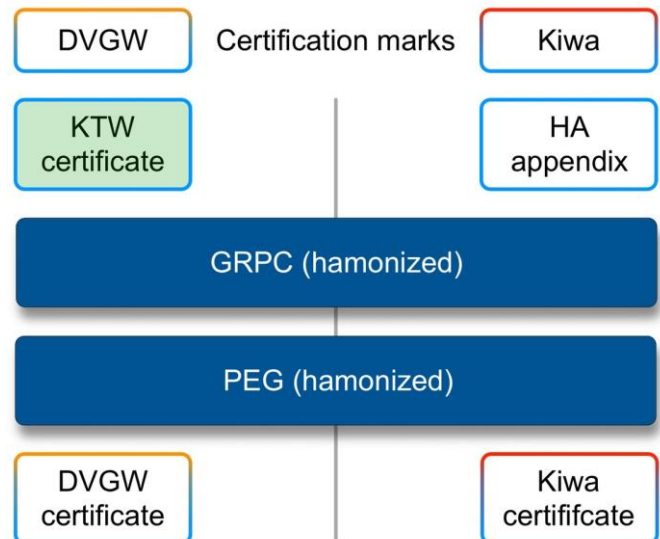 DVGW Certification marks Kiwa
KTW
certificate
HA
appendix
GRPC (hamonized)
PEG (hamonized)
DVGW
certificate
Kiwa
certififcate